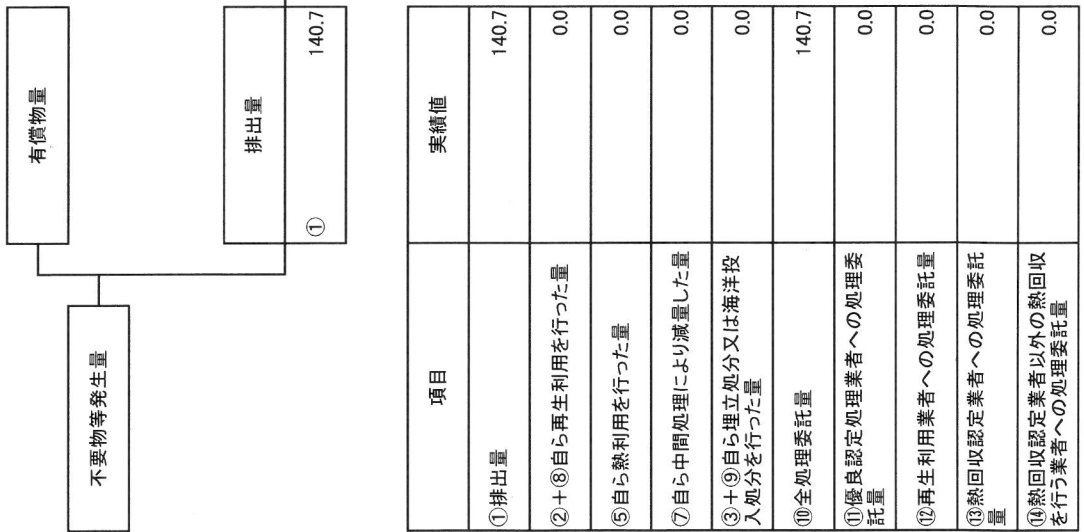 不要物等発生量
有償物量
排出量
① 140.7
項目 実績値
①排出量 140.7
②+⑧自ら再生利用を行った量 0.0
⑤自ら熱利用を行った量 0.0
⑦自ら中間処理により減量した量 0.0
③+⑨自ら埋立処分又は海洋投
入処分を行った量 0.0
⑩全処理委託量 140.7
⑪優良認定処理業者への処理委
託量 0.0
⑫再生利用業者への処理委託量 0.0
⑬熱回収認定業者への処理委託
量 0.0
⑭熱回収認定業者以外の熱回収
を行う業者への処理委託量 0.0